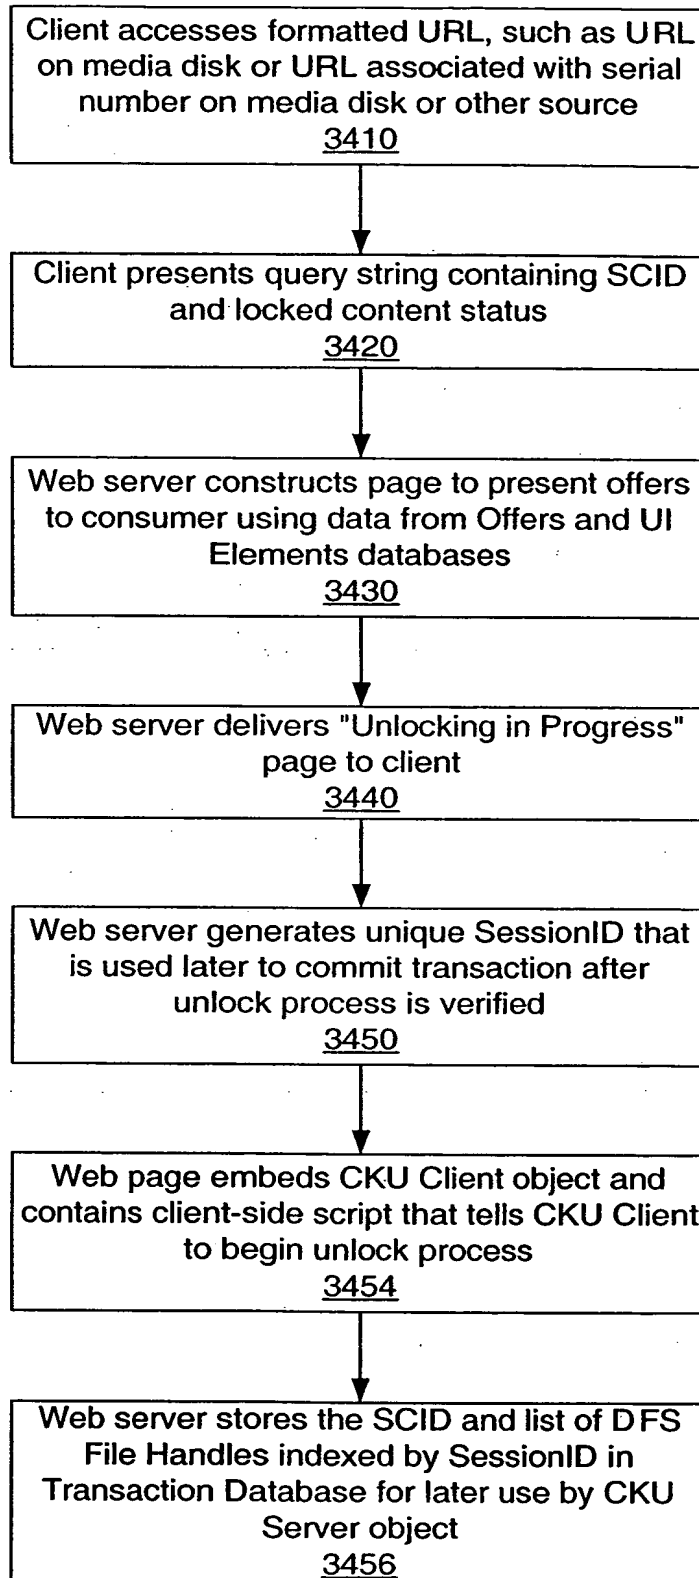 Client accesses formatted URL, such as URL
on media disk or URL associated with serial
number on media disk or other source
3410
Client presents query string containing SCID
and locked content status
3420
Web server constructs page to present offers
to consumer using data from Offers and UI
Elements databases
3430
Web server delivers "Unlocking in Progress"
page to client
3440
Web server generates unique SessionID that
is used later to commit transaction after
unlock process is verified
3450
Web page embeds CKU Client object and
contains client-side script that tells CKU Client
to begin unlock process
3454
Web server stores the SCID and list of DFS
File Handles indexed by SessionID in
Transaction Database for later use by CKU
Server object
3456